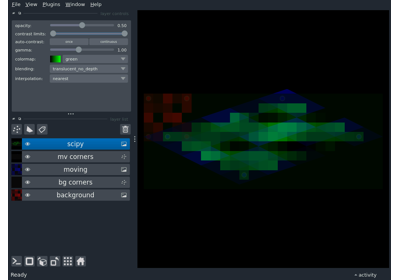 File View Plugins Window Help
layer controls
opacity: 0.50
contrast limits:
auto-contrast: once continuous
gamma: 1.00
colormap: green
blending: translucent_no_depth
interpolation: nearest
layer list
scipy
mv corners
moving
bg corners
background
Ready
activity